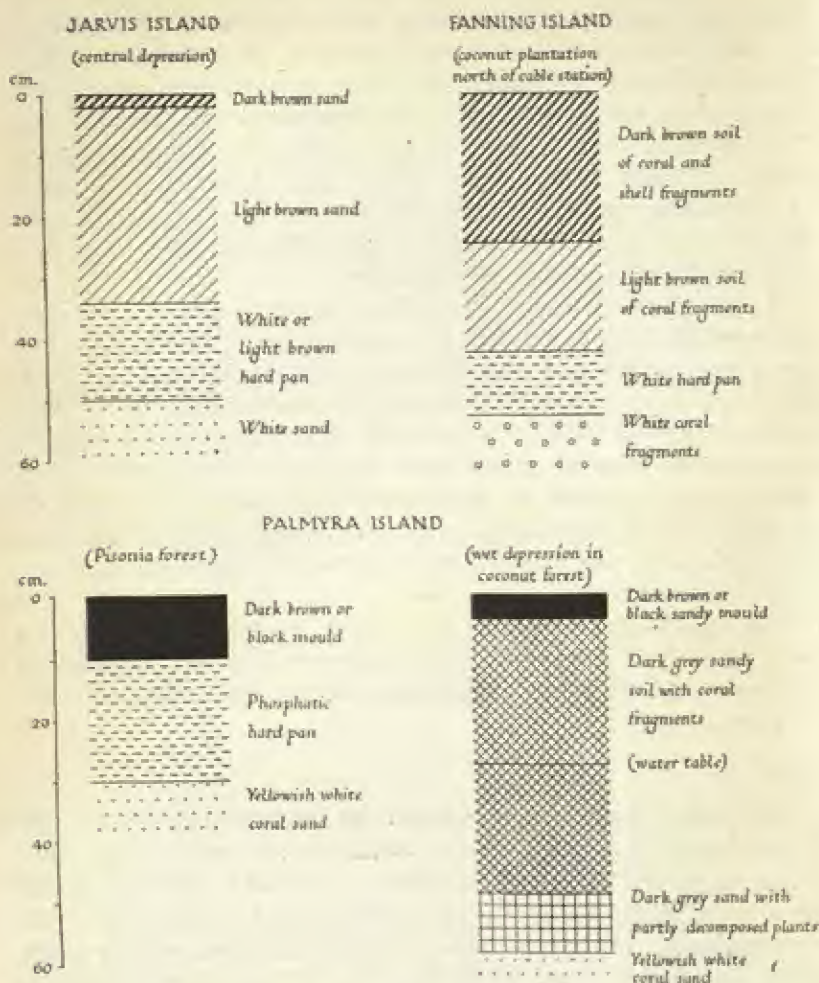 JARVIS ISLAND
(central depression)
cm.
0
20
40
60
Dark brown sand
Light brown sand
White or
light brown
hard pan
White sand
FANNING ISLAND
(coconut plantation
north of cable station)
Dark brown soil
of coral and
shell fragments
Light brown soil
of coral fragments
White hard pan
White coral
fragments
PALMYRA ISLAND
(Pisonia forest)
cm.
0
20
40
60
Dark brown or
black mould
Phosphatic
hard pan
Yellowish white
coral sand
(wet depression in
coconut forest)
Dark brown or
black sandy mould
Dark grey sandy
soil with coral
fragments
(water table)
Dark grey sand with
partly decomposed plants
Yellowish white
coral sand